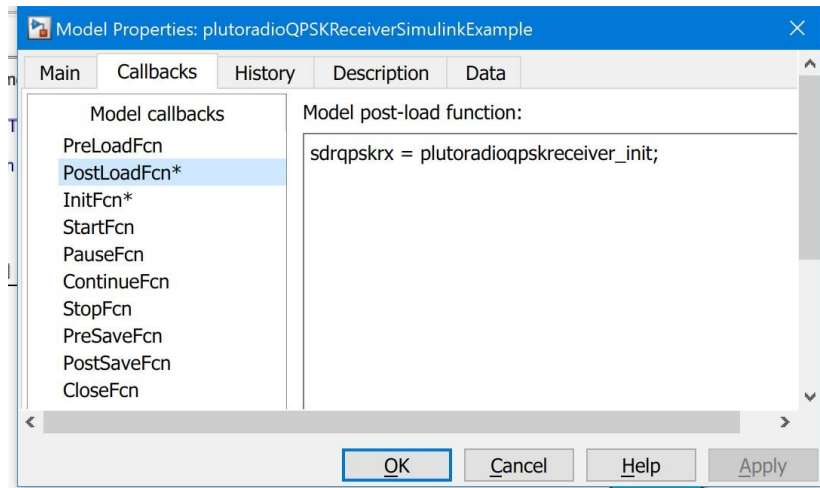 Model Properties: plutoradioQPSKReceiverSimulinkExample
Main
Callbacks
History
Description
Data
Model callbacks
PreLoadFcn
PostLoadFcn*
InitFcn*
StartFcn
PauseFcn
ContinueFcn
StopFcn
PreSaveFcn
PostSaveFcn
CloseFcn
Model post-load function:
sdrqpskrx = plutoradioqpskreceiver_init;
OK
Cancel
Help
Apply